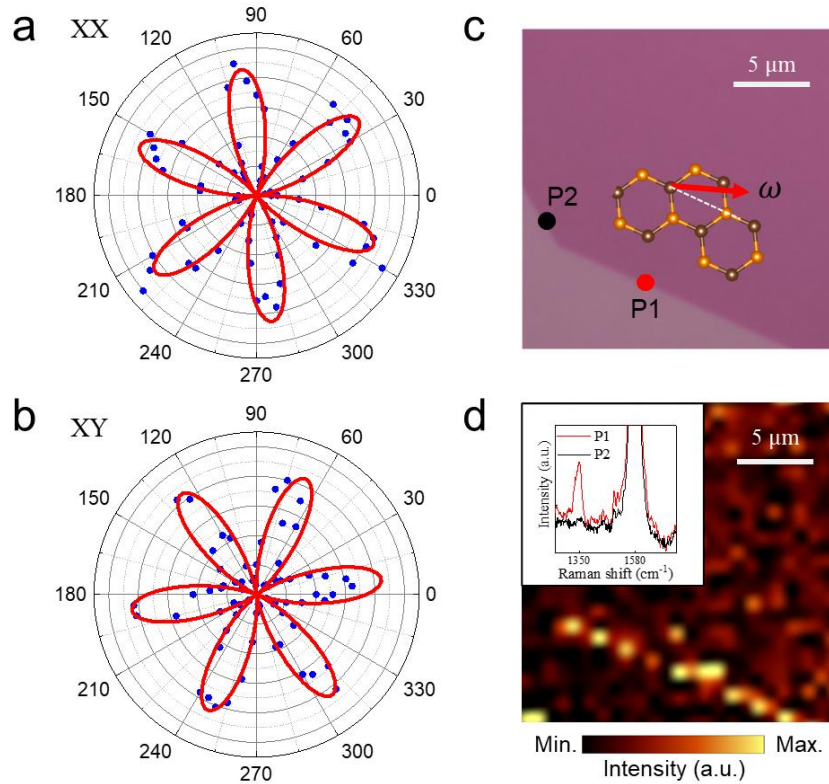 a
XX
90
60
30
0
330
300
270
240
210
180
150
120
b
XY
90
60
30
0
330
300
270
240
210
180
150
120
c
5 μm
ω
P2
P1
d
5 μm
P1
P2
Intensity (a.u.)
1350 1580
Raman shift (cm⁻¹)
Min. Max.
Intensity (a.u.)